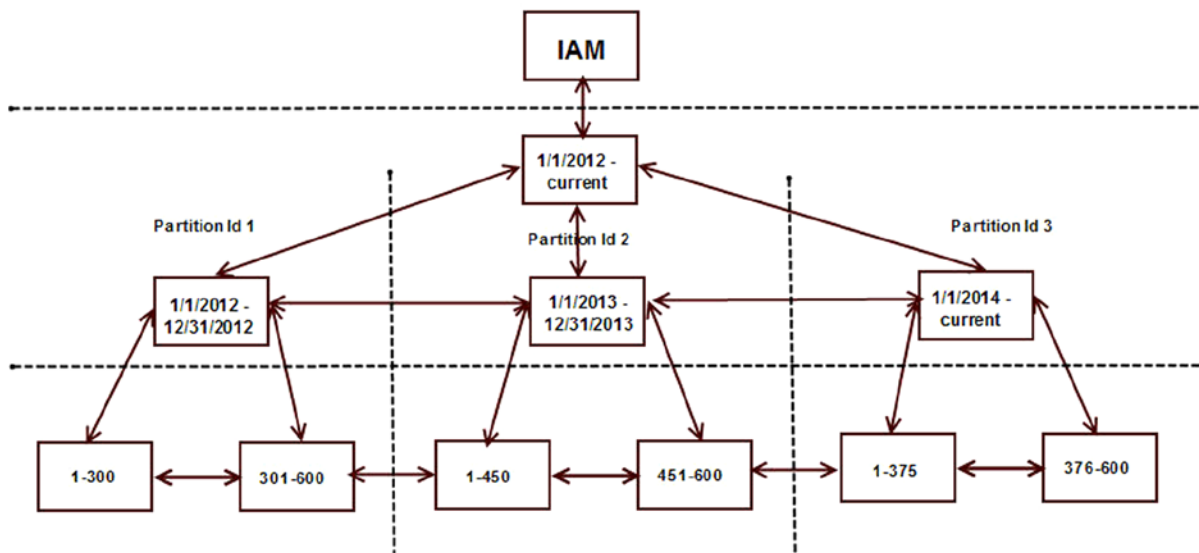 IAM
1/1/2012 -
current
Partition Id 1
Partition Id 2
Partition Id 3
1/1/2012 -
12/31/2012
1/1/2013 -
12/31/2013
1/1/2014 -
current
1-300
301-600
1-450
451-600
1-375
376-600